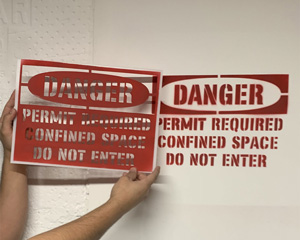 DANGER
PERMIT REQUIRED
CONFINED SPACE
DO NOT ENTER
DANGER
PERMIT REQUIRED
CONFINED SPACE
DO NOT ENTER